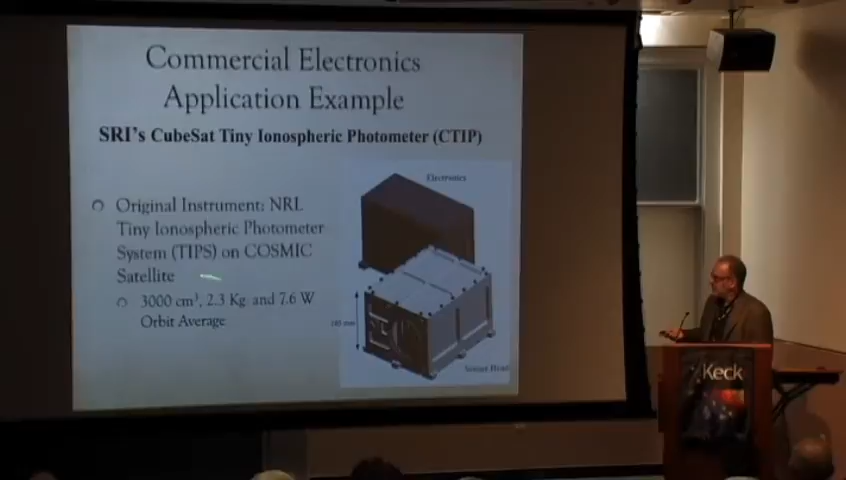 Commercial Electronics
Application Example
SRI's CubeSat Tiny Ionospheric Photometer (CTIP)
Electronics
Original Instrument: NRL
Tiny Ionospheric Photometer
System (TIPS) on COSMIC
Satellite
3000 cm³, 2.3 Kg and 7.6 W
Orbit Average
mm
Sensor Head
Keck